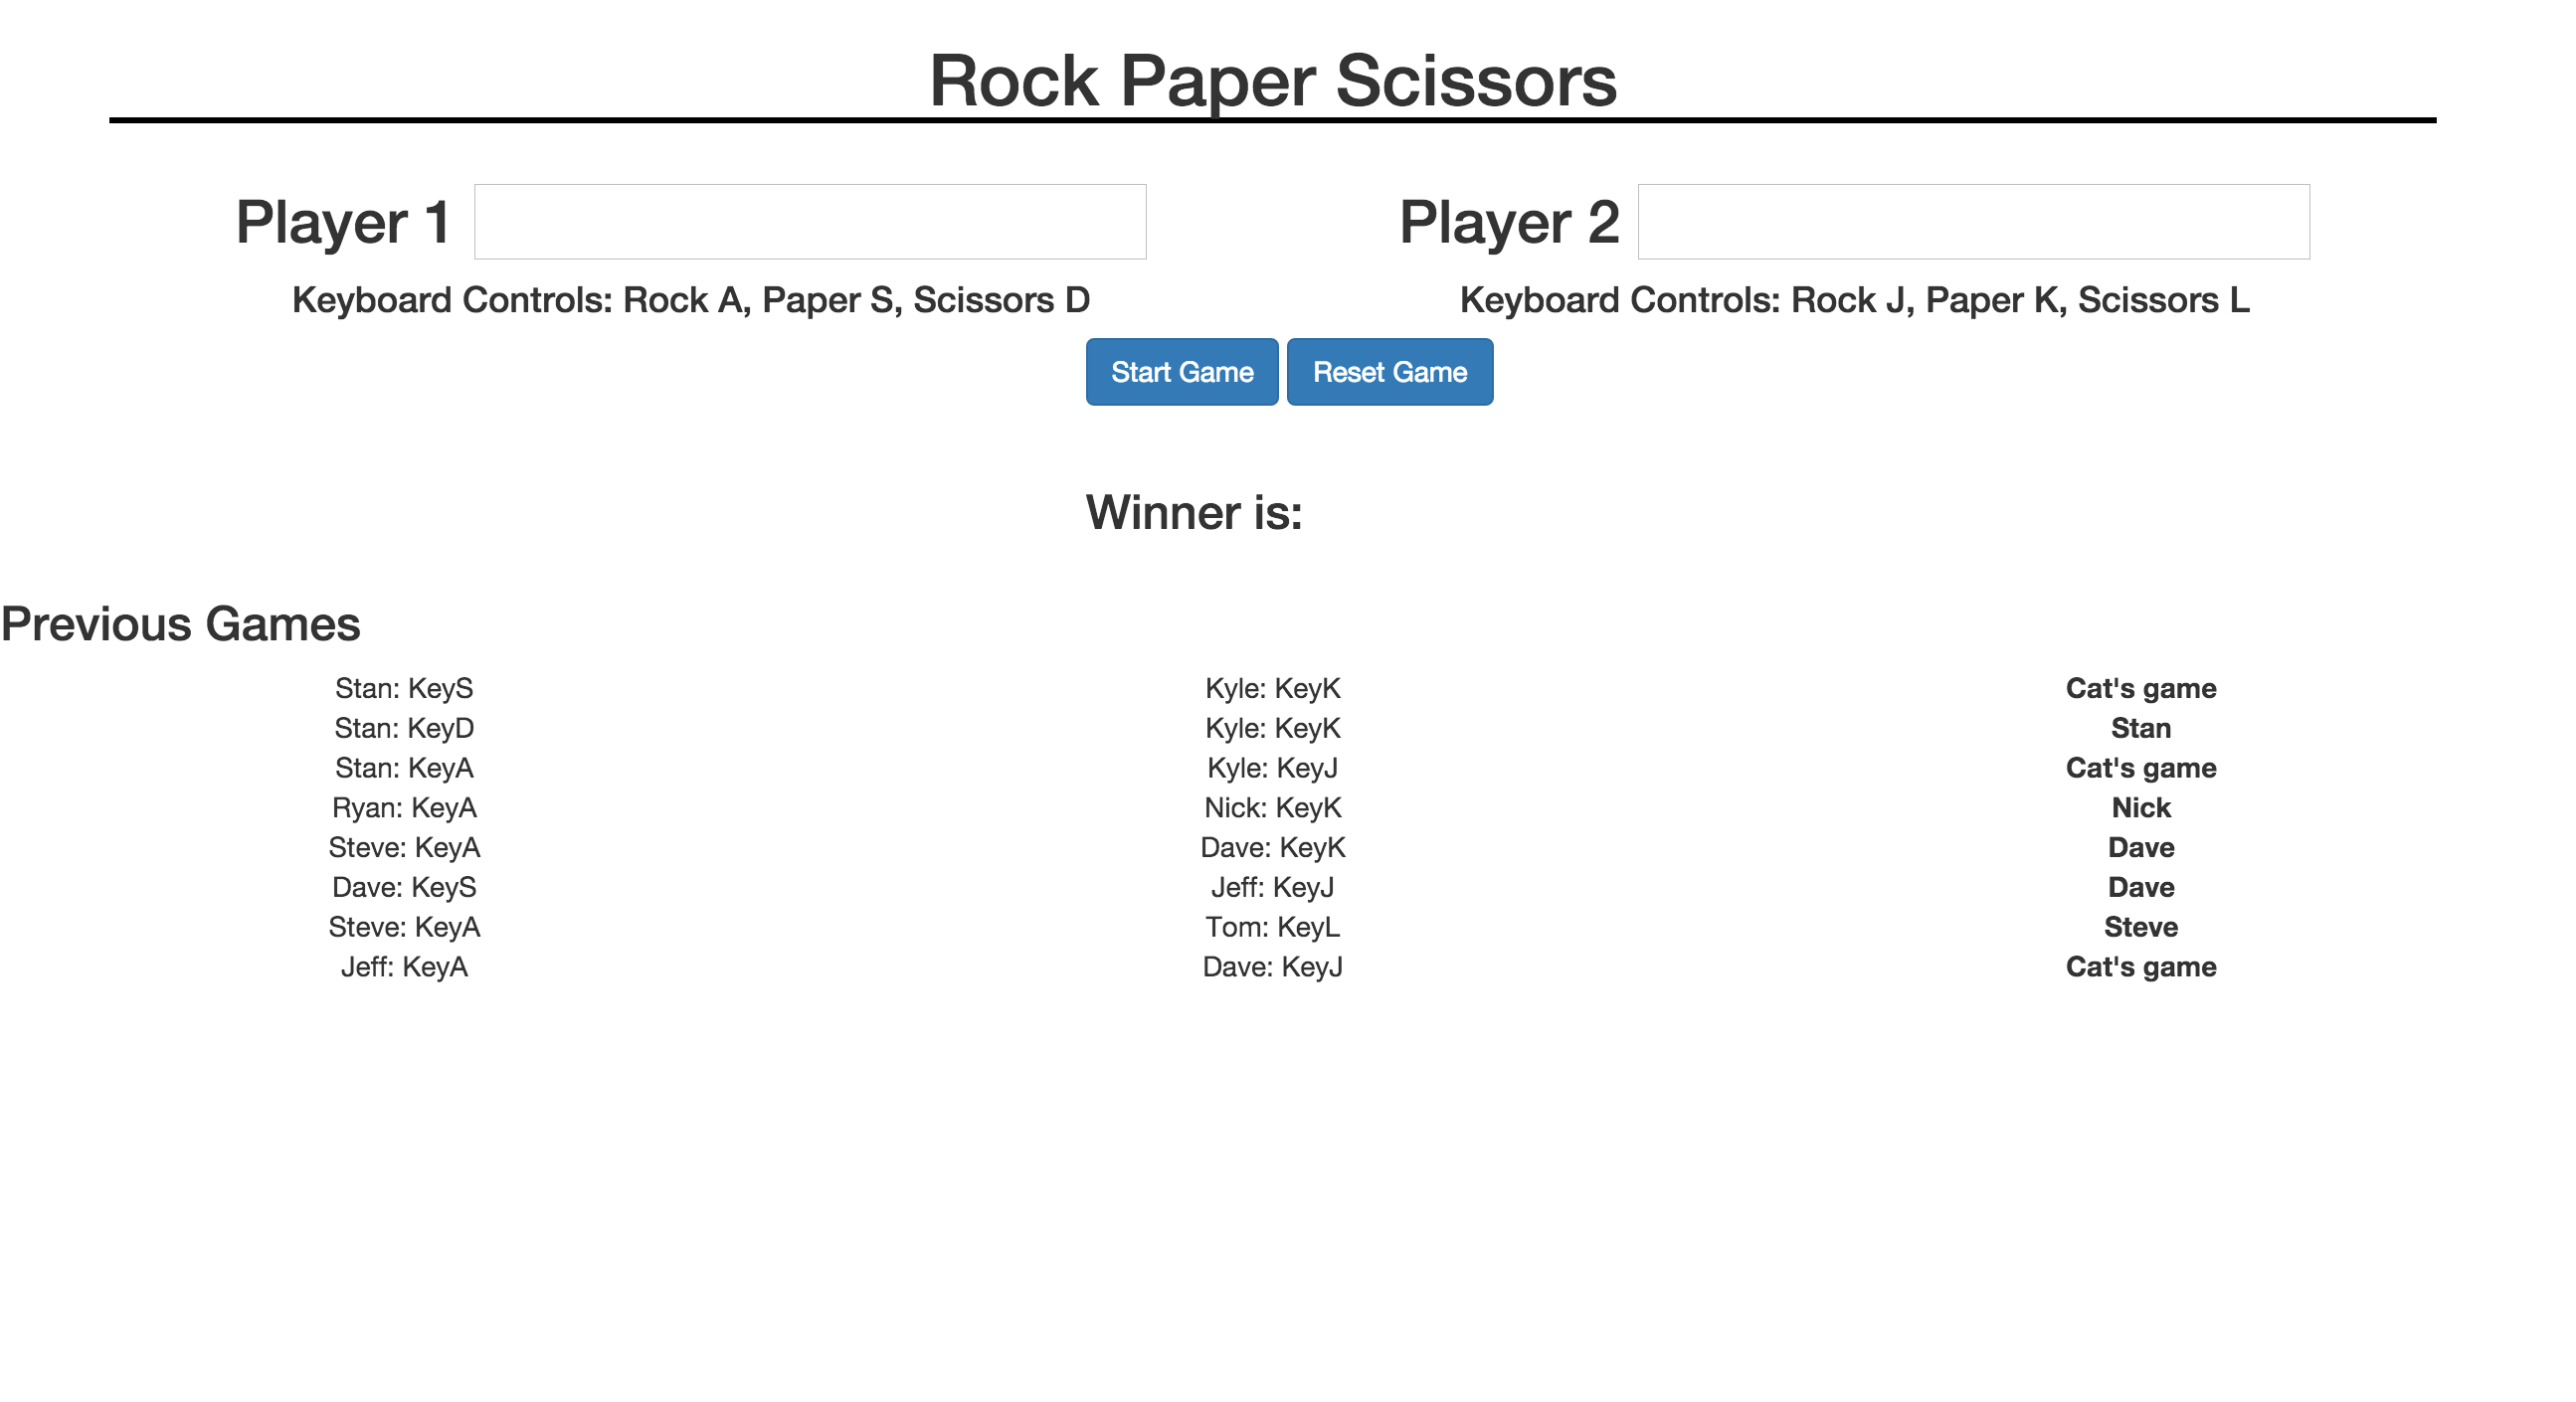 Rock Paper Scissors
Player 1 Player 2
Keyboard Controls: Rock A, Paper S, Scissors D Keyboard Controls: Rock J, Paper K, Scissors L
Start Game Reset Game
Winner is:
Previous Games
Stan: KeyS Kyle: KeyK Cat's game
Stan: KeyD Kyle: KeyK Stan
Stan: KeyA Kyle: KeyJ Cat's game
Ryan: KeyA Nick: KeyK Nick
Steve: KeyA Dave: KeyK Dave
Dave: KeyS Jeff: KeyJ Dave
Steve: KeyA Tom: KeyL Steve
Jeff: KeyA Dave: KeyJ Cat's game